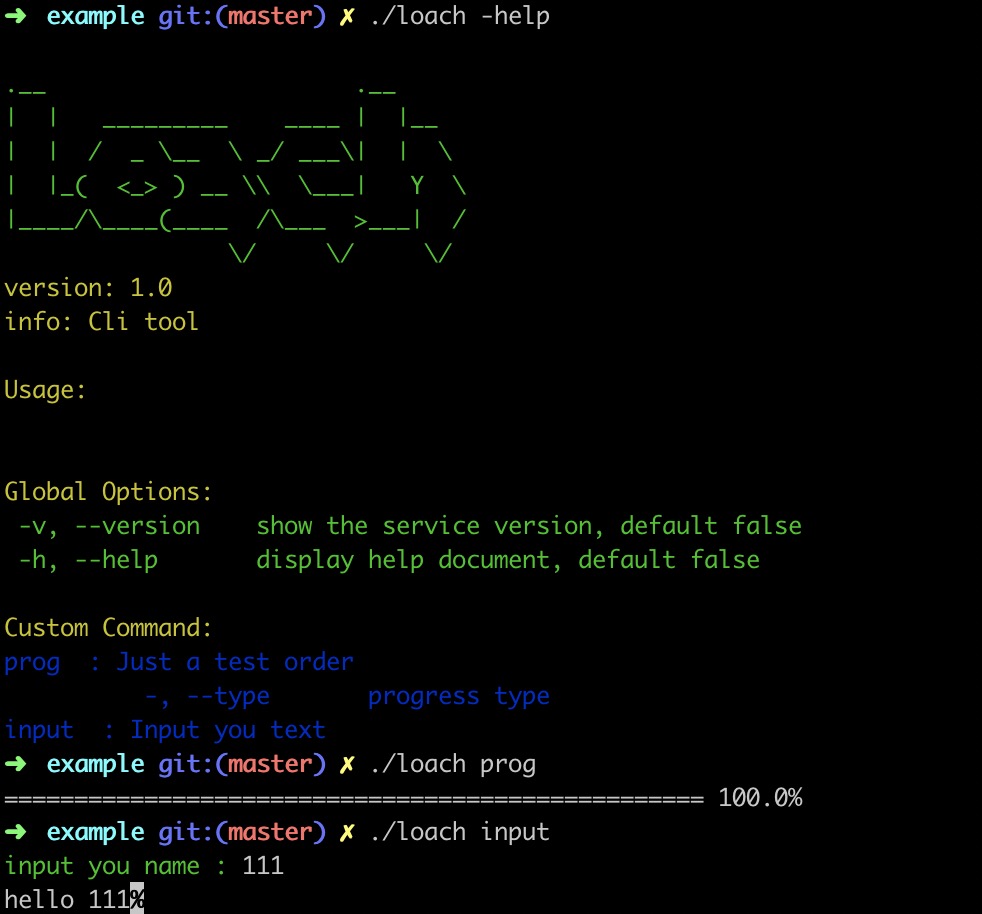 ➜  example git:(master) ✗ ./loach -help
.__                      .__
|  |   _________    ____ |  |__
|  |  /  _ \__  \ _/ ___\|  |  \
|  |_(  <_> ) __ \\  \___|   Y  \
|____/\____(____  /\___  >___|  /
                \/     \/     \/
version: 1.0
info: Cli tool
Usage:
Global Options:
 -v, --version    show the service version, default false
 -h, --help       display help document, default false
Custom Command:
prog  : Just a test order
          -, --type       progress type
input  : Input you text
➜  example git:(master) ✗ ./loach prog
================================================== 100.0%
➜  example git:(master) ✗ ./loach input
input you name : 111
hello 111%